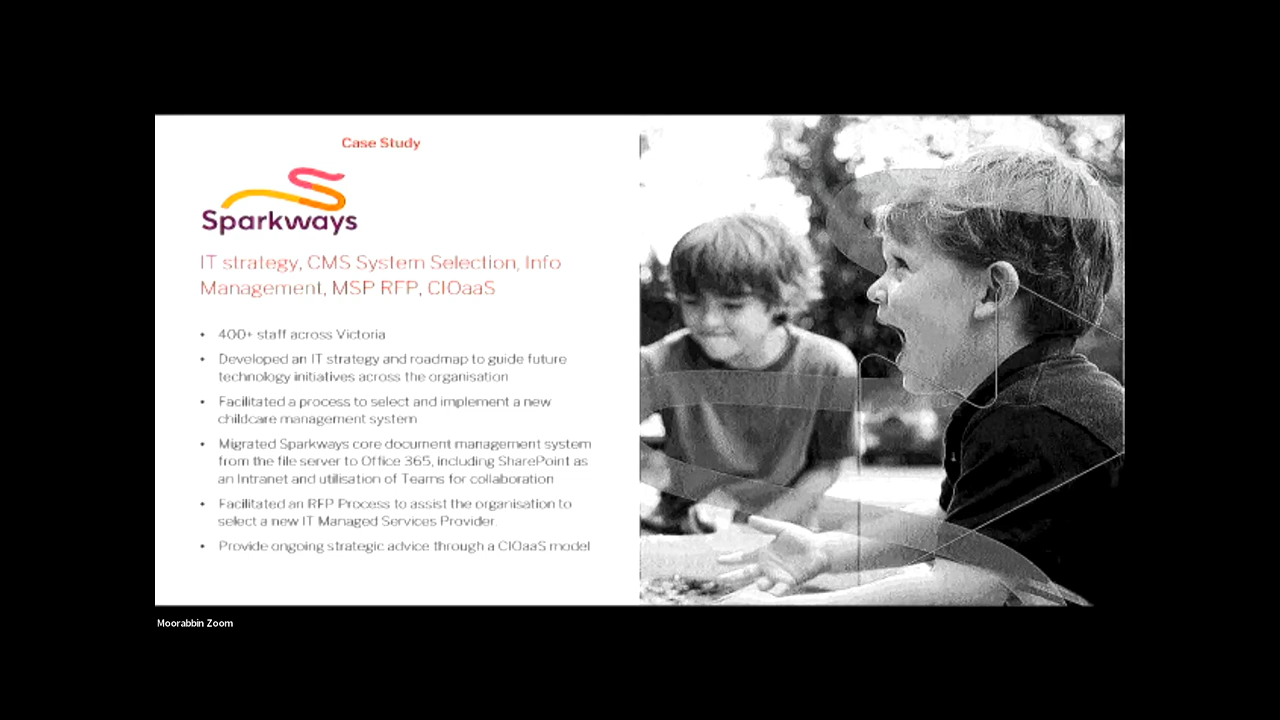 Case Study
Sparkways
IT strategy, CMS System Selection, Info
Management, MSP RFP, CIOaaS
• 400+ staff across Victoria
• Developed an IT strategy and roadmap to guide future
technology initiatives across the organisation
• Facilitated a process to select and implement a new
childcare management system
• Migrated Sparkways core document management system
from the file server to Office 365, including SharePoint as
an Intranet and utilisation of Teams for collaboration
• Facilitated an RFP Process to assist the organisation to
select a new IT Managed Services Provider.
• Provide ongoing strategic advice through a CIOaaS model
Moorabbin Zoom